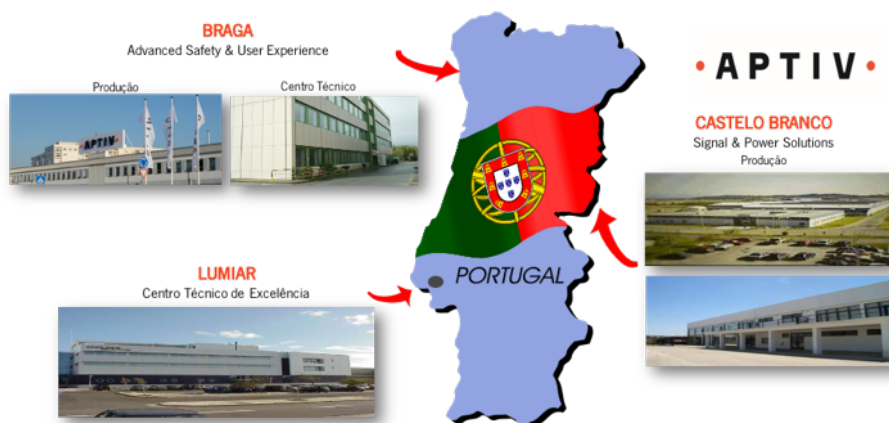 BRAGA
Advanced Safety & User Experience
Produção
Centro Técnico
APTIV
• APTIV •
CASTELO BRANCO
Signal & Power Solutions
Produção
LUMIAR
Centro Técnico de Excelência
PORTUGAL